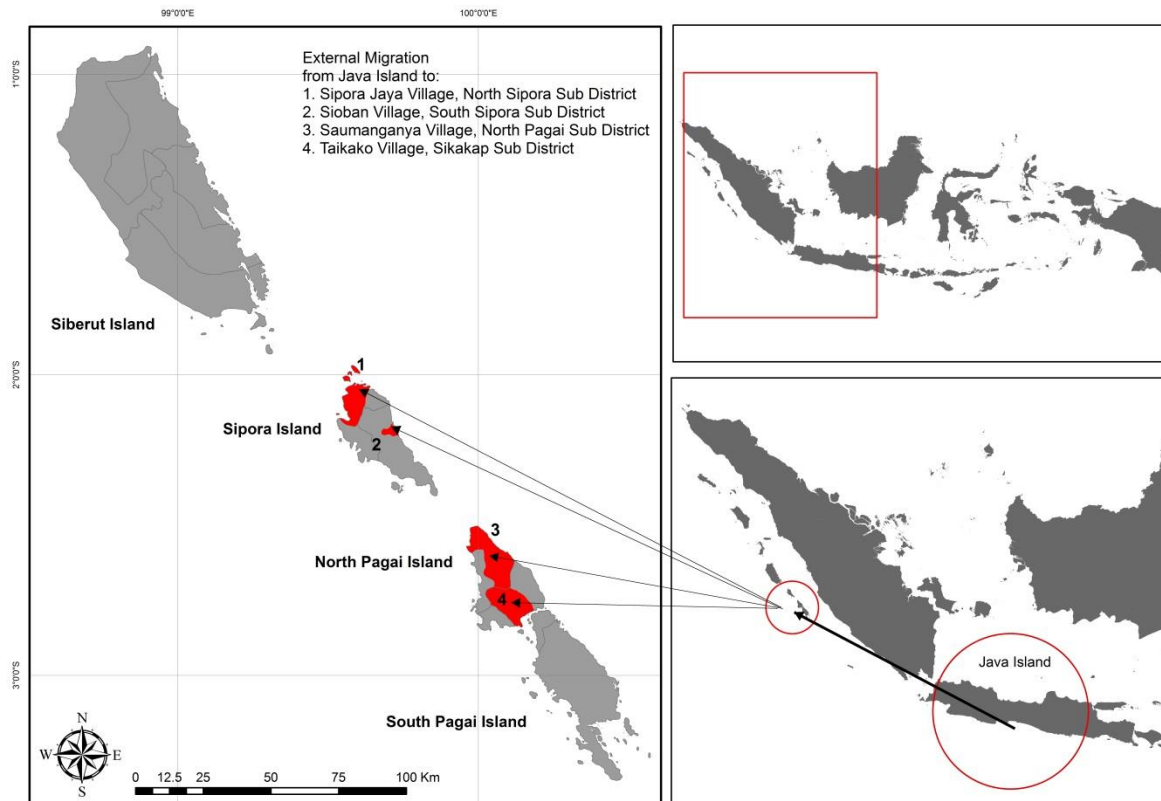 99°0'0"E
100°0'0"E
1°0'0"S
2°0'0"S
3°0'0"S
External Migration
from Java Island to:
1. Sipora Jaya Village, North Sipora Sub District
2. Sioban Village, South Sipora Sub District
3. Saumanganya Village, North Pagai Sub District
4. Taikako Village, Sikakap Sub District
Siberut Island
1
Sipora Island
2
3
North Pagai Island
4
South Pagai Island
N
W E
S
0 12.5 25 50 75 100 Km
Java Island